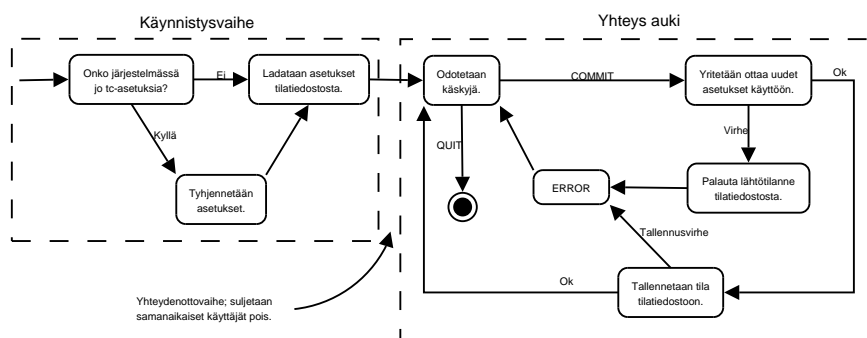 Käynnistysvaihe
Yhteys auki
Onko järjestelmässä
jo tc-asetuksia?
Ei
Ladataan asetukset
tilatiedostosta.
Kyllä
Tyhjennetään
asetukset.
Odotetaan
käskyjä.
COMMIT
Yritetään ottaa uudet
asetukset käyttöön.
Ok
QUIT
Virhe
ERROR
Palauta lähtötilanne
tilatiedostosta.
Tallennusvirhe
Ok
Tallennetaan tila
tilatiedostoon.
Yhteydenottovaihe; suljetaan
samanaikaiset käyttäjät pois.